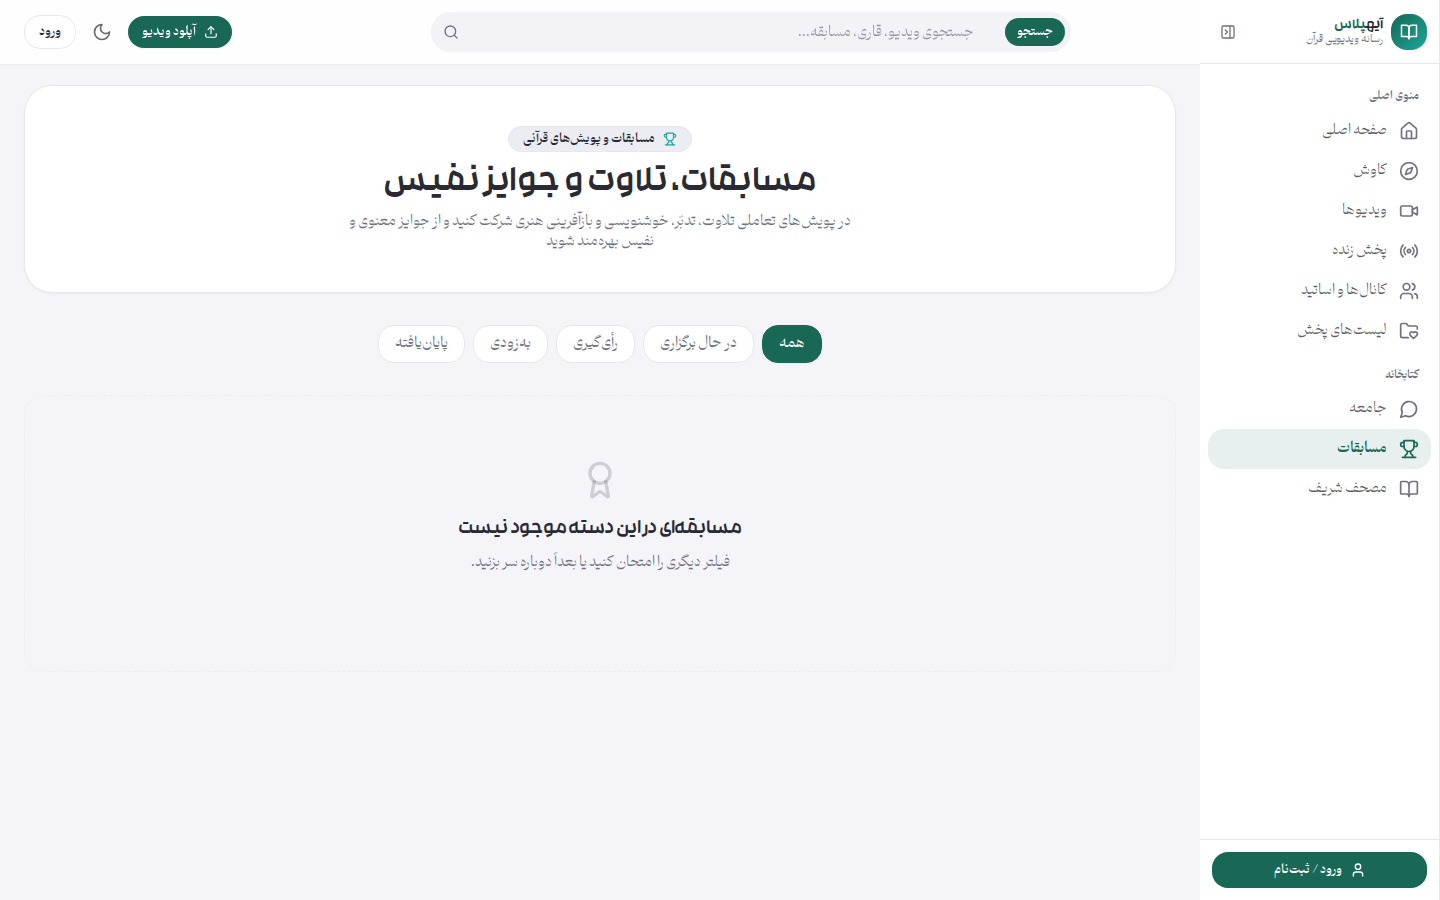 آیه‌پلاس
رسانه ویدیویی قرآن
جستجو
جستجوی ویدیو، قاری، مسابقه...
آپلود ویدیو
ورود
منوی اصلی
صفحه اصلی
کاوش
ویدیوها
پخش زنده
کانال‌ها و اساتید
لیست‌های پخش
کتابخانه
جامعه
مسابقات
مصحف شریف
ورود / ثبت‌نام
مسابقات و پویش‌های قرآنی
مسابقات، تلاوت و جوایز نفیس
در پویش‌های تعاملی تلاوت، تدبّر، خوشنویسی و بازآفرینی هنری شرکت کنید و از جوایز معنوی و
نفیس بهره‌مند شوید
همه
در حال برگزاری
رأی‌گیری
به‌زودی
پایان‌یافته
مسابقه‌ای در این دسته موجود نیست
فیلتر دیگری را امتحان کنید یا بعداً دوباره سر بزنید.